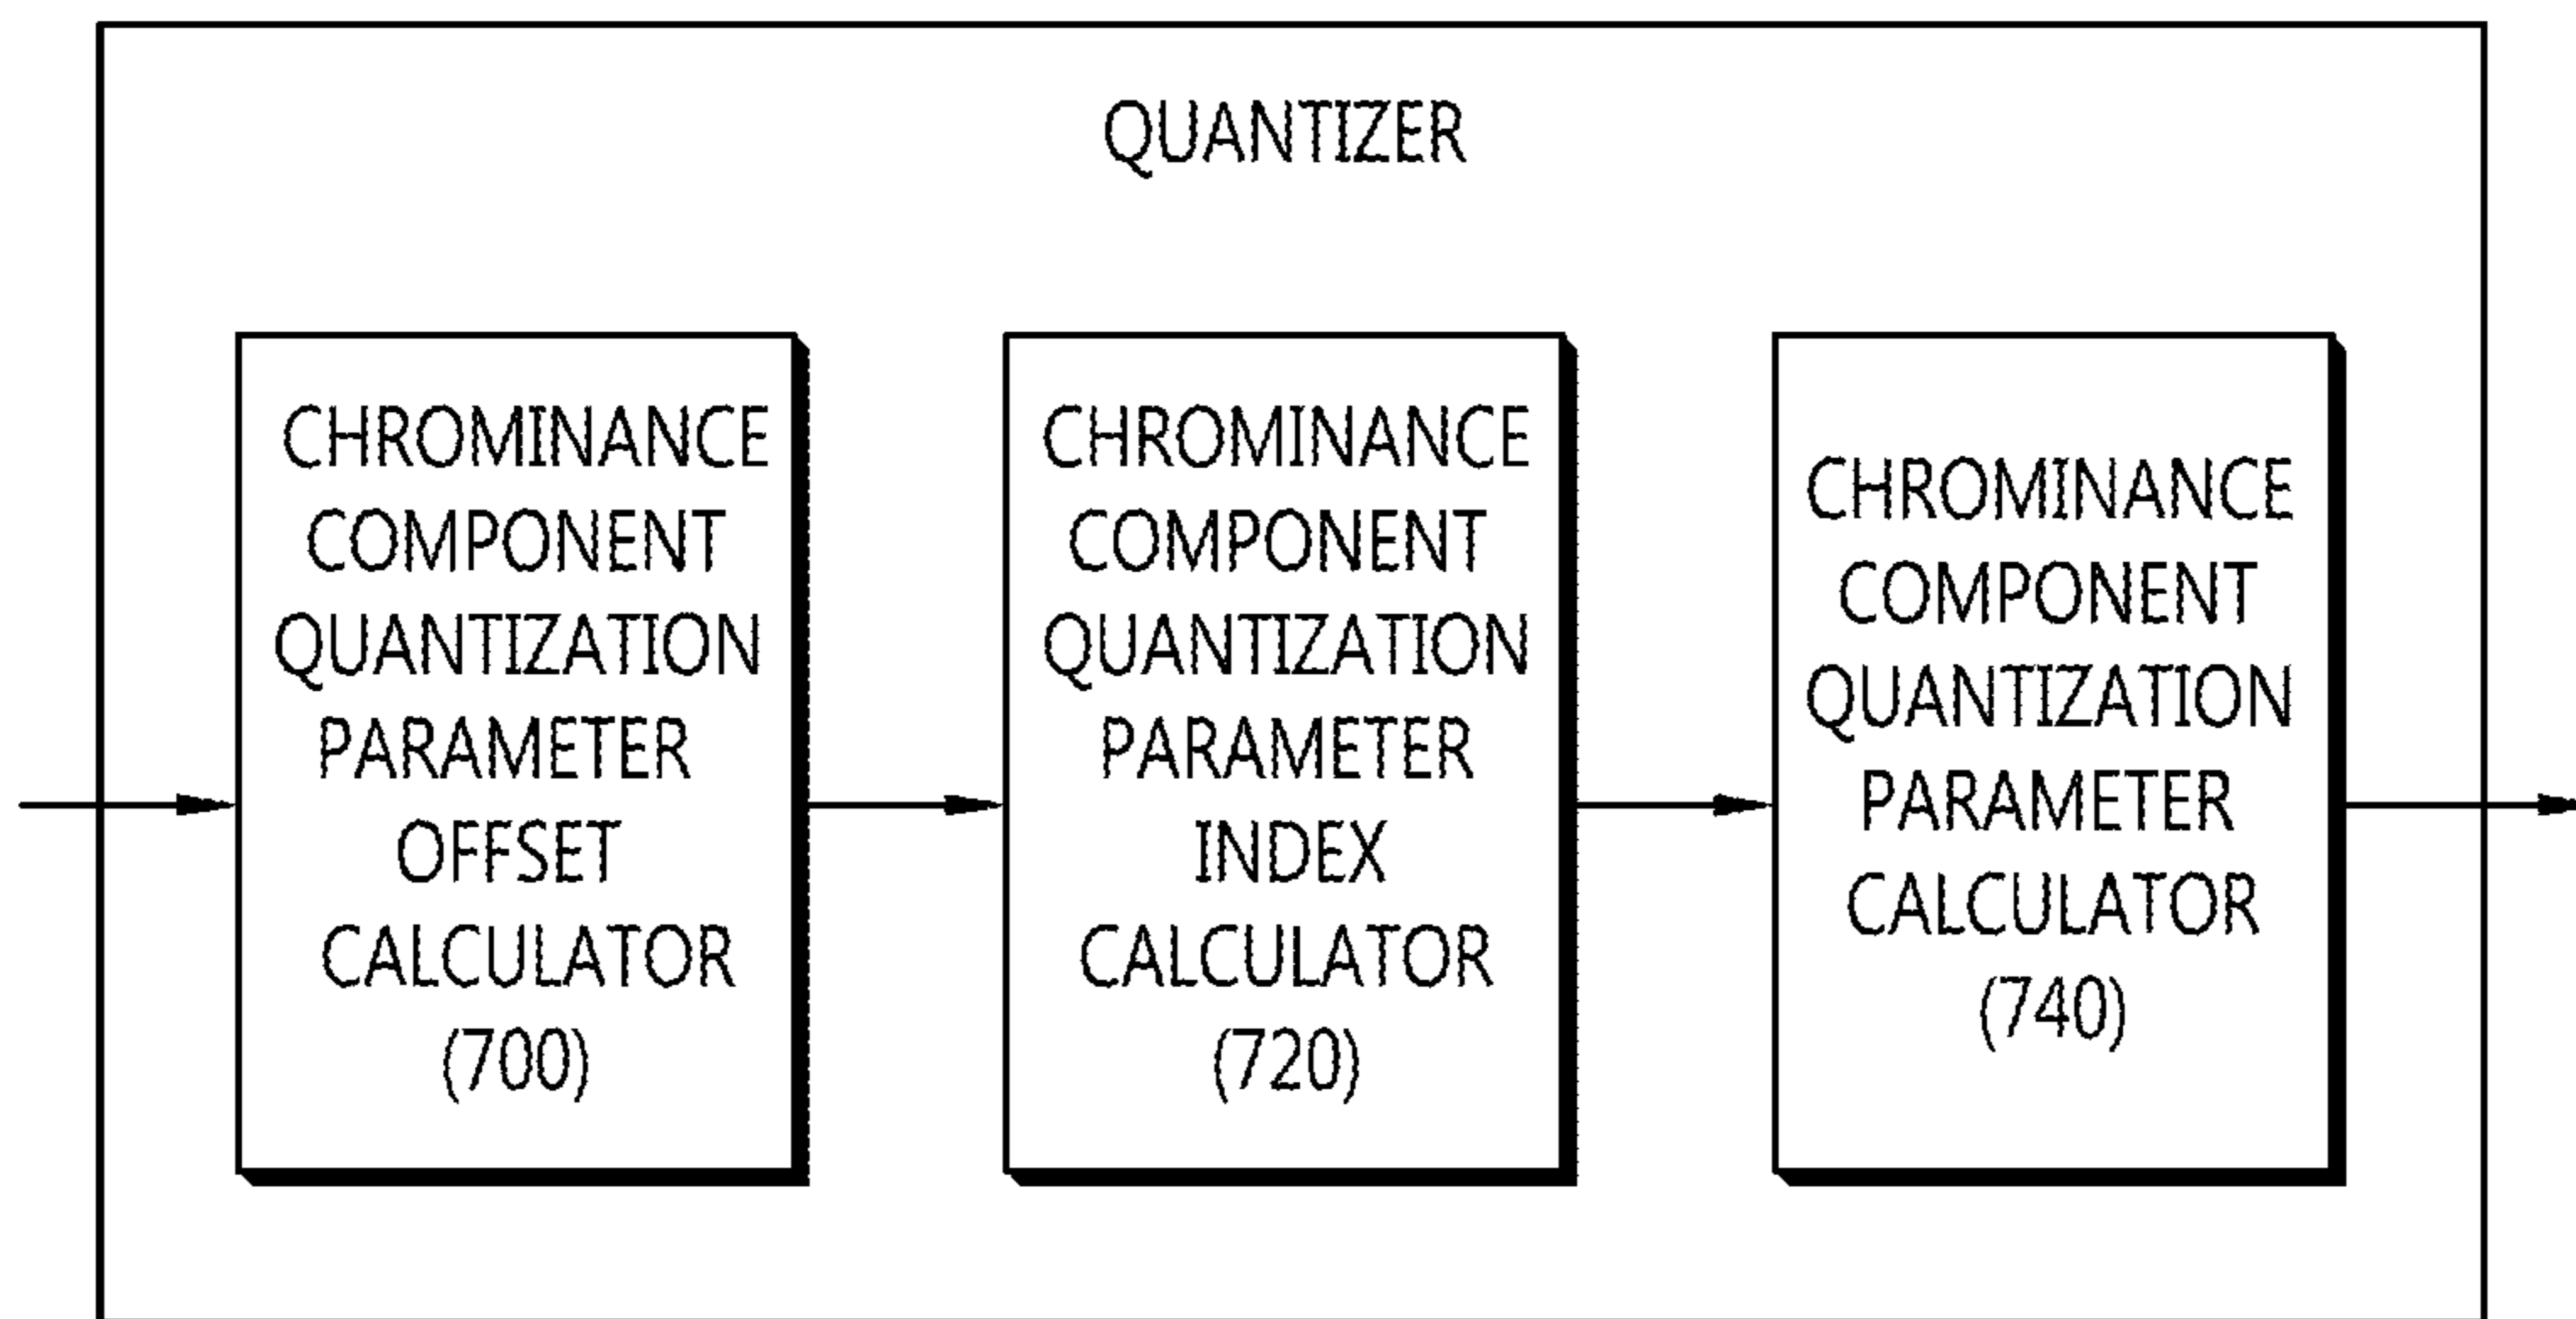 QUANTIZER
CHROMINANCE
COMPONENT
QUANTIZATION
PARAMETER
OFFSET
CALCULATOR
(700)
CHROMINANCE
COMPONENT
QUANTIZATION
PARAMETER
INDEX
CALCULATOR
(720)
CHROMINANCE
COMPONENT
QUANTIZATION
PARAMETER
CALCULATOR
(740)